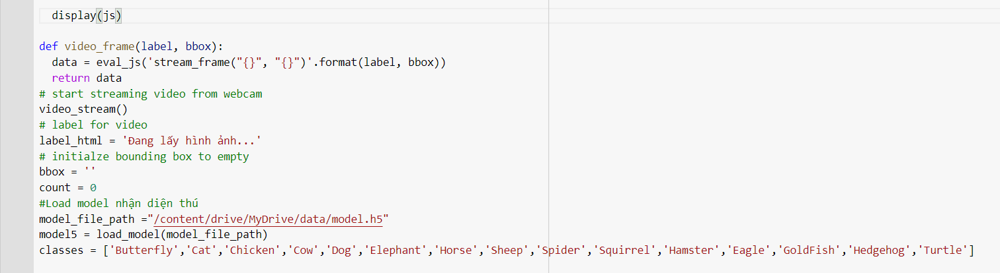 display(js)
def video_frame(label, bbox):
data = eval_js('stream_frame("{}", "{}")'.format(label, bbox))
return data
# start streaming video from webcam
video_stream()
# label for video
label_html = 'Đang lấy hình ảnh...'
# initialze bounding box to empty
bbox = ''
count = 0
#Load model nhận diện thú
model_file_path ="/content/drive/MyDrive/data/model.h5"
model5 = load_model(model_file_path)
classes = ['Butterfly','Cat','Chicken','Cow','Dog','Elephant','Horse','Sheep','Spider','Squirrel','Hamster','Eagle','GoldFish','Hedgehog','Turtle']